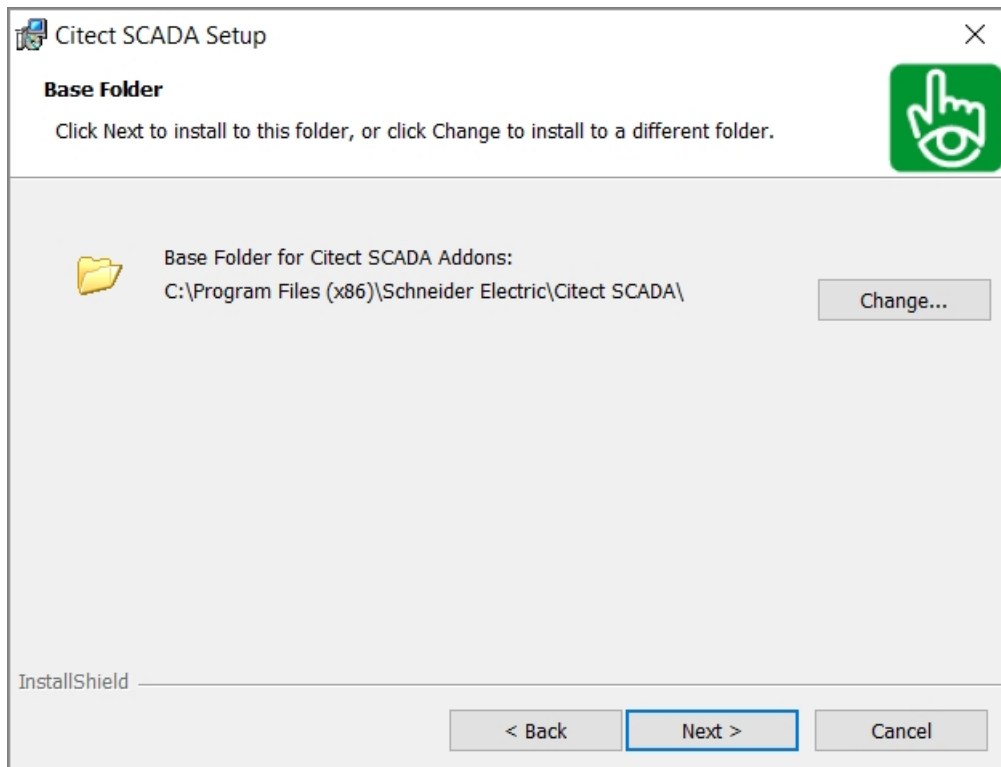 Citect SCADA Setup
Base Folder
Click Next to install to this folder, or click Change to install to a different folder.
Base Folder for Citect SCADA Addons:
C:\Program Files (x86)\Schneider Electric\Citect SCADA\
Change...
InstallShield
< Back
Next >
Cancel